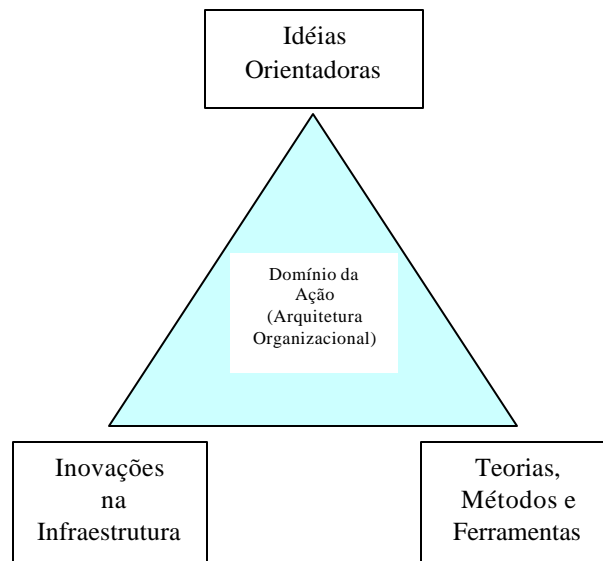 Idéias
Orientadoras
Domínio da
Ação
(Arquitetura
Organizacional)
Inovações
na
Infraestrutura
Teorias,
Métodos e
Ferramentas